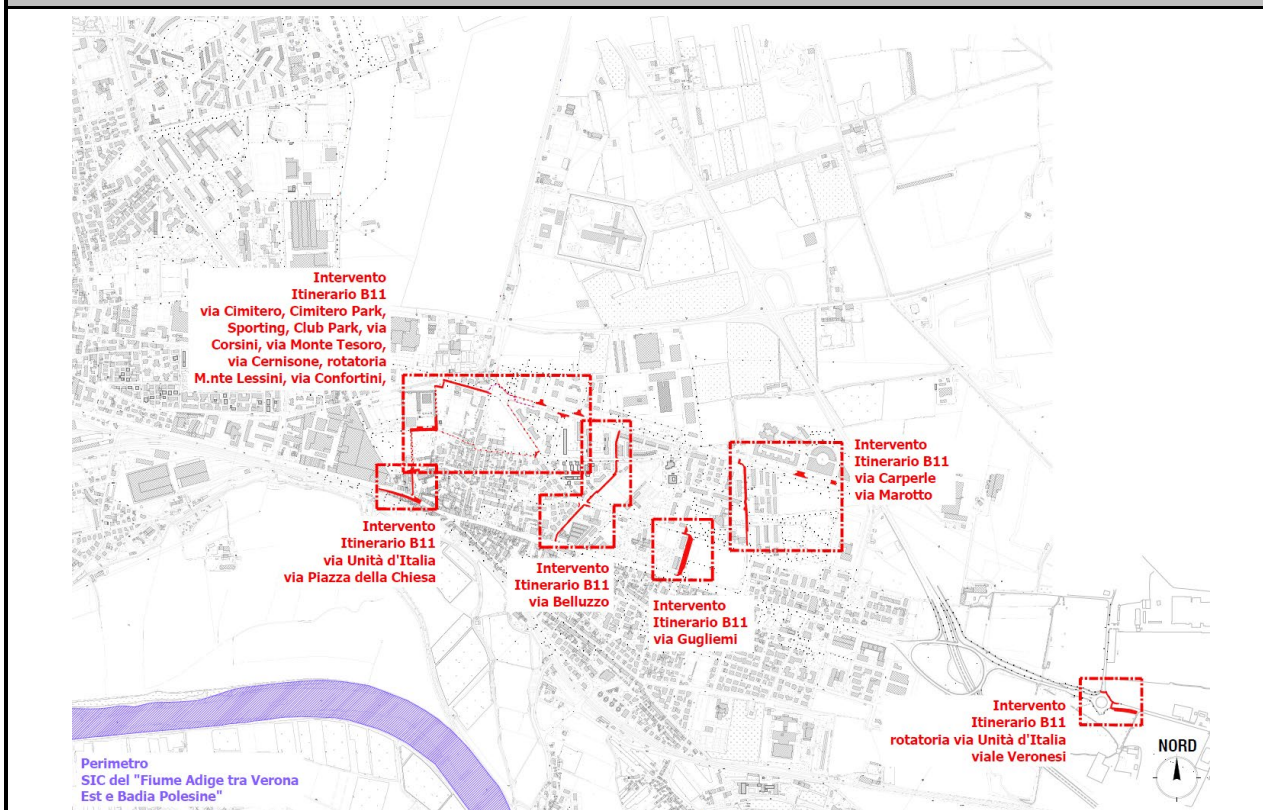 Intervento
Itinerario B11
via Cimitero, Cimitero Park,
Sporting, Club Park, via
Corsini, via Monte Tesoro,
via Cernisone, rotatoria
M.nte Lessini, via Confortini,
Intervento
Itinerario B11
via Carperle
via Marotto
Intervento
Itinerario B11
via Unità d'Italia
via Piazza della Chiesa
Intervento
Itinerario B11
via Belluzzo
Intervento
Itinerario B11
via Gugliemi
Intervento
Itinerario B11
rotatoria via Unità d'Italia
viale Veronesi
NORD
Perimetro
SIC del "Fiume Adige tra Verona
Est e Badia Polesine"